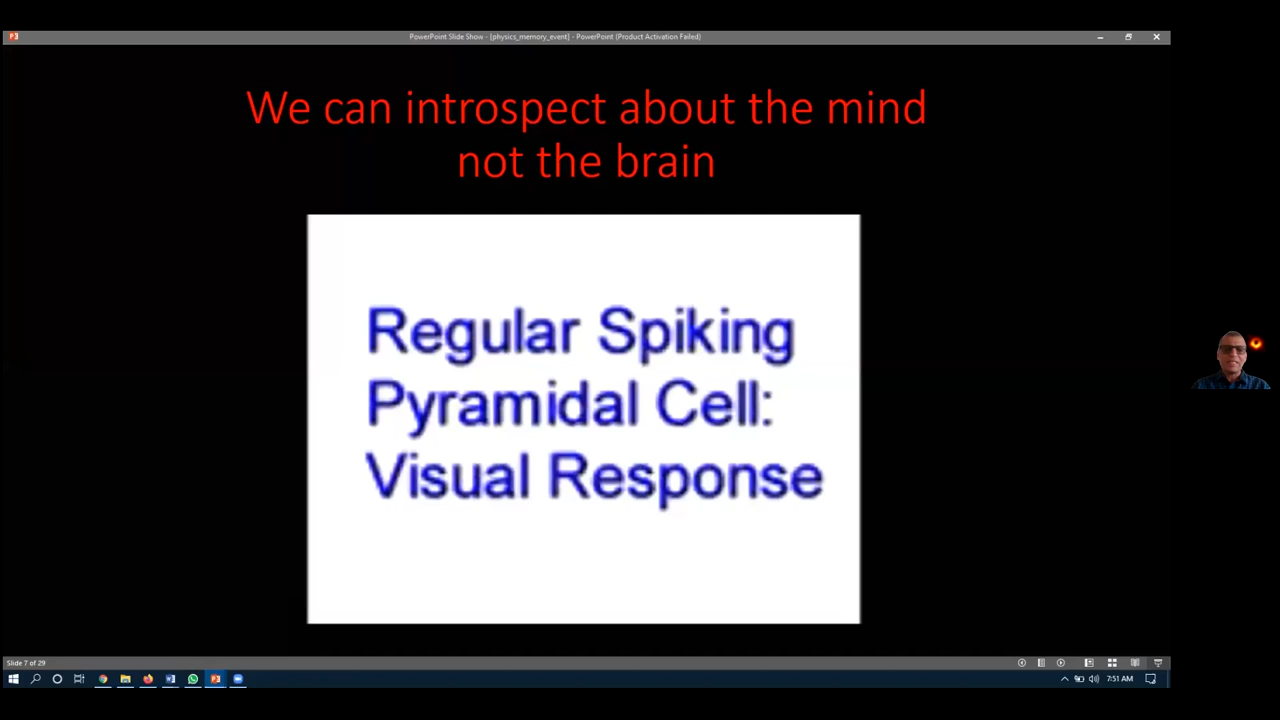 PowerPoint Slide Show - [physics_memory_event] - PowerPoint (Product Activation Failed)
We can introspect about the mind
not the brain
Regular Spiking
Pyramidal Cell:
Visual Response
Slide 7 of 29
7:51 AM